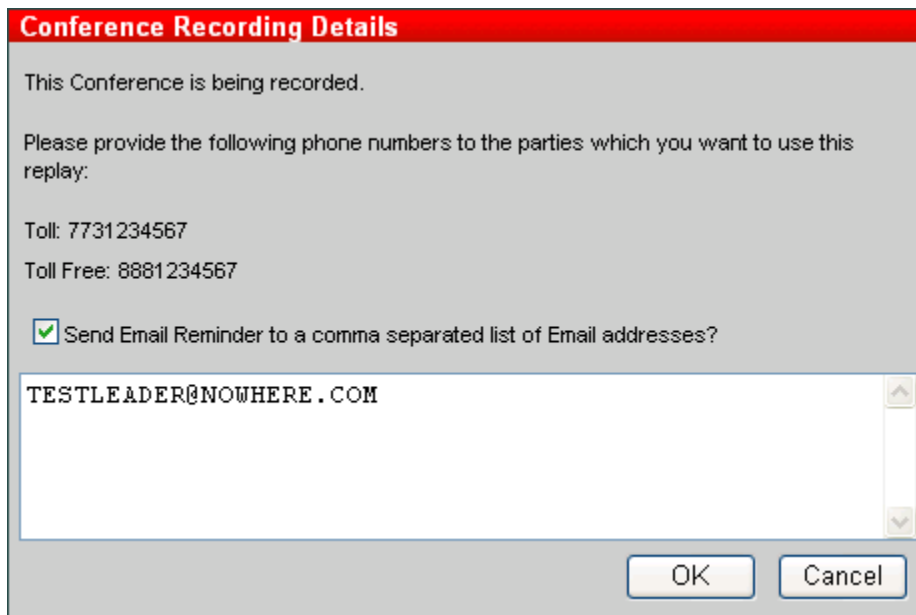 Conference Recording Details
This Conference is being recorded.
Please provide the following phone numbers to the parties which you want to use this
replay:
Toll: 7731234567
Toll Free: 8881234567
Send Email Reminder to a comma separated list of Email addresses?
TESTLEADER@NOWHERE.COM
OK Cancel